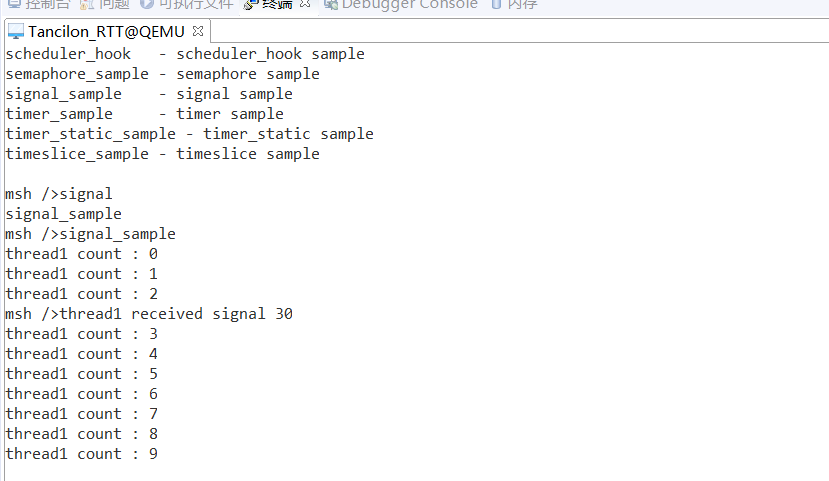 控制台 问题 可执行文件 终端 Debugger Console 内存
Tancilon_RTT@QEMU
scheduler_hook   - scheduler_hook sample
semaphore_sample - semaphore sample
signal_sample    - signal sample
timer_sample     - timer sample
timer_static_sample - timer_static sample
timeslice_sample - timeslice sample
msh />signal
signal_sample
msh />signal_sample
thread1 count : 0
thread1 count : 1
thread1 count : 2
msh />thread1 received signal 30
thread1 count : 3
thread1 count : 4
thread1 count : 5
thread1 count : 6
thread1 count : 7
thread1 count : 8
thread1 count : 9